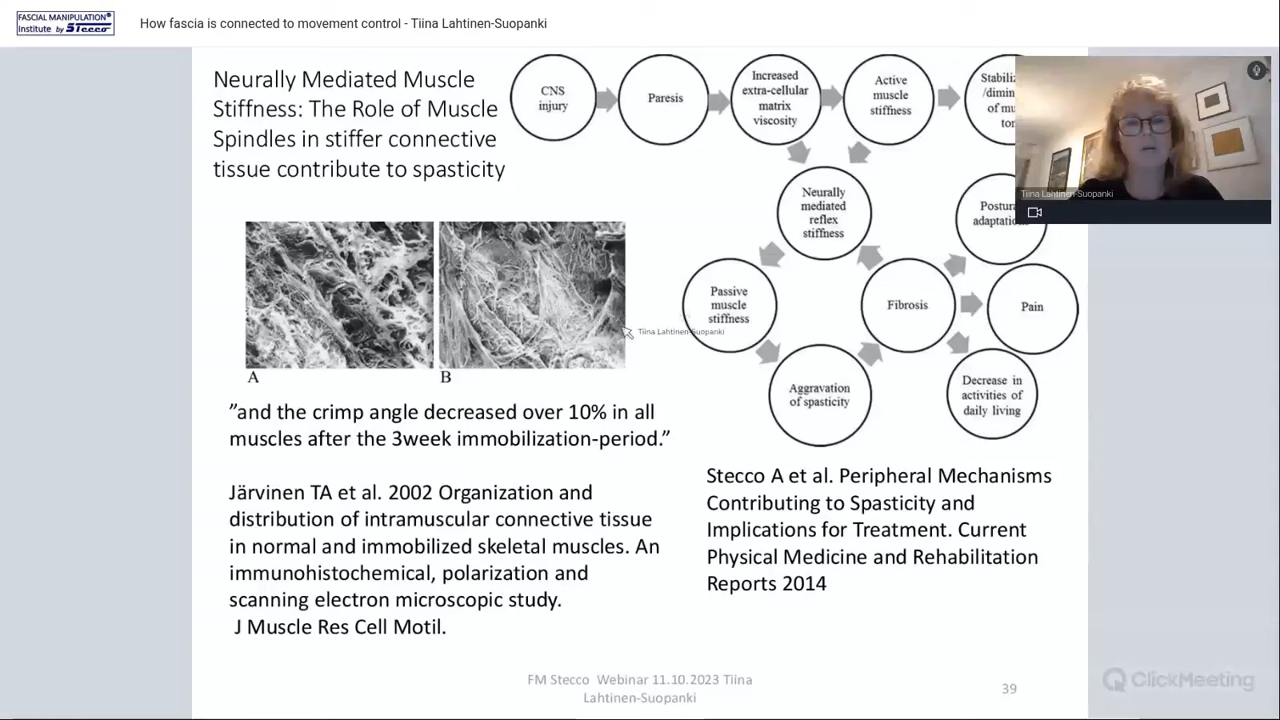 FASCIAL MANIPULATION®
Institute by Stecco
How fascia is connected to movement control - Tiina Lahtinen-Suopanki
Neurally Mediated Muscle
Stiffness: The Role of Muscle
Spindles in stiffer connective
tissue contribute to spasticity
CNS
injury
Paresis
Increased
extra-cellular
matrix
viscosity
Active
muscle
stiffness
Neurally
mediated
reflex
stiffness
Passive
muscle
stiffness
Fibrosis
Pain
Aggravation
of spasticity
Decrease in
activities of
daily living
Tiina Lahtinen-Suopanki
Tiina Lahtinen-Suopanki
A
B
”and the crimp angle decreased over 10% in all
muscles after the 3week immobilization-period.”
Järvinen TA et al. 2002 Organization and
distribution of intramuscular connective tissue
in normal and immobilized skeletal muscles. An
immunohistochemical, polarization and
scanning electron microscopic study.
J Muscle Res Cell Motil.
Stecco A et al. Peripheral Mechanisms
Contributing to Spasticity and
Implications for Treatment. Current
Physical Medicine and Rehabilitation
Reports 2014
FM Stecco Webinar 11.10.2023 Tiina
Lahtinen-Suopanki
39
ClickMeeting